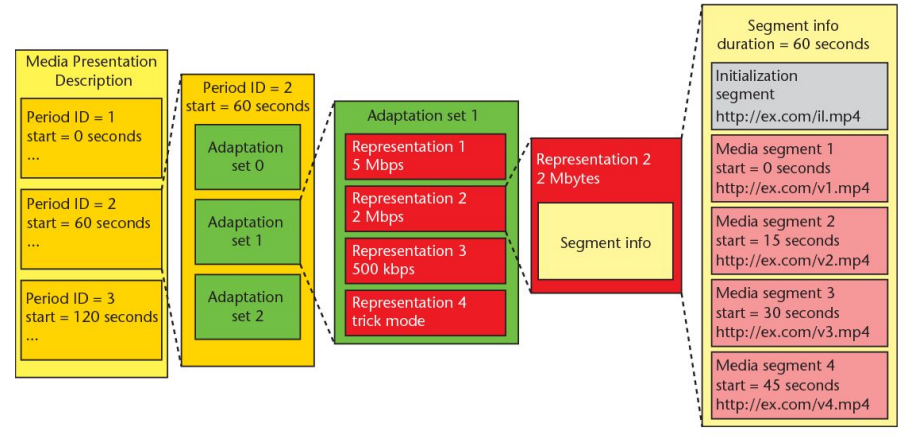 Media Presentation
Description
Period ID = 1
start = 0 seconds
...
Period ID = 2
start = 60 seconds
...
Period ID = 3
start = 120 seconds
...
Period ID = 2
start = 60 seconds
Adaptation
set 0
Adaptation
set 1
Adaptation
set 2
Adaptation set 1
Representation 1
5 Mbps
Representation 2
2 Mbps
Representation 3
500 kbps
Representation 4
trick mode
Representation 2
2 Mbytes
Segment info
Segment info
duration = 60 seconds
Initialization
segment
http://ex.com/il.mp4
Media segment 1
start = 0 seconds
http://ex.com/v1.mp4
Media segment 2
start = 15 seconds
http://ex.com/v2.mp4
Media segment 3
start = 30 seconds
http://ex.com/v3.mp4
Media segment 4
start = 45 seconds
http://ex.com/v4.mp4